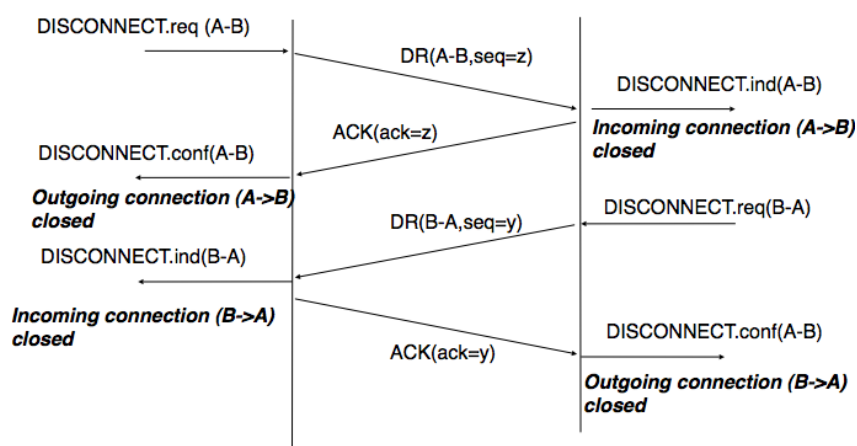 DISCONNECT.req (A-B)
DR(A-B,seq=z)
DISCONNECT.ind(A-B)
ACK(ack=z)
Incoming connection (A->B)
closed
DISCONNECT.conf(A-B)
Outgoing connection (A->B)
closed
DISCONNECT.req(B-A)
DR(B-A,seq=y)
DISCONNECT.ind(B-A)
Incoming connection (B->A)
closed
DISCONNECT.conf(A-B)
ACK(ack=y)
Outgoing connection (B->A)
closed